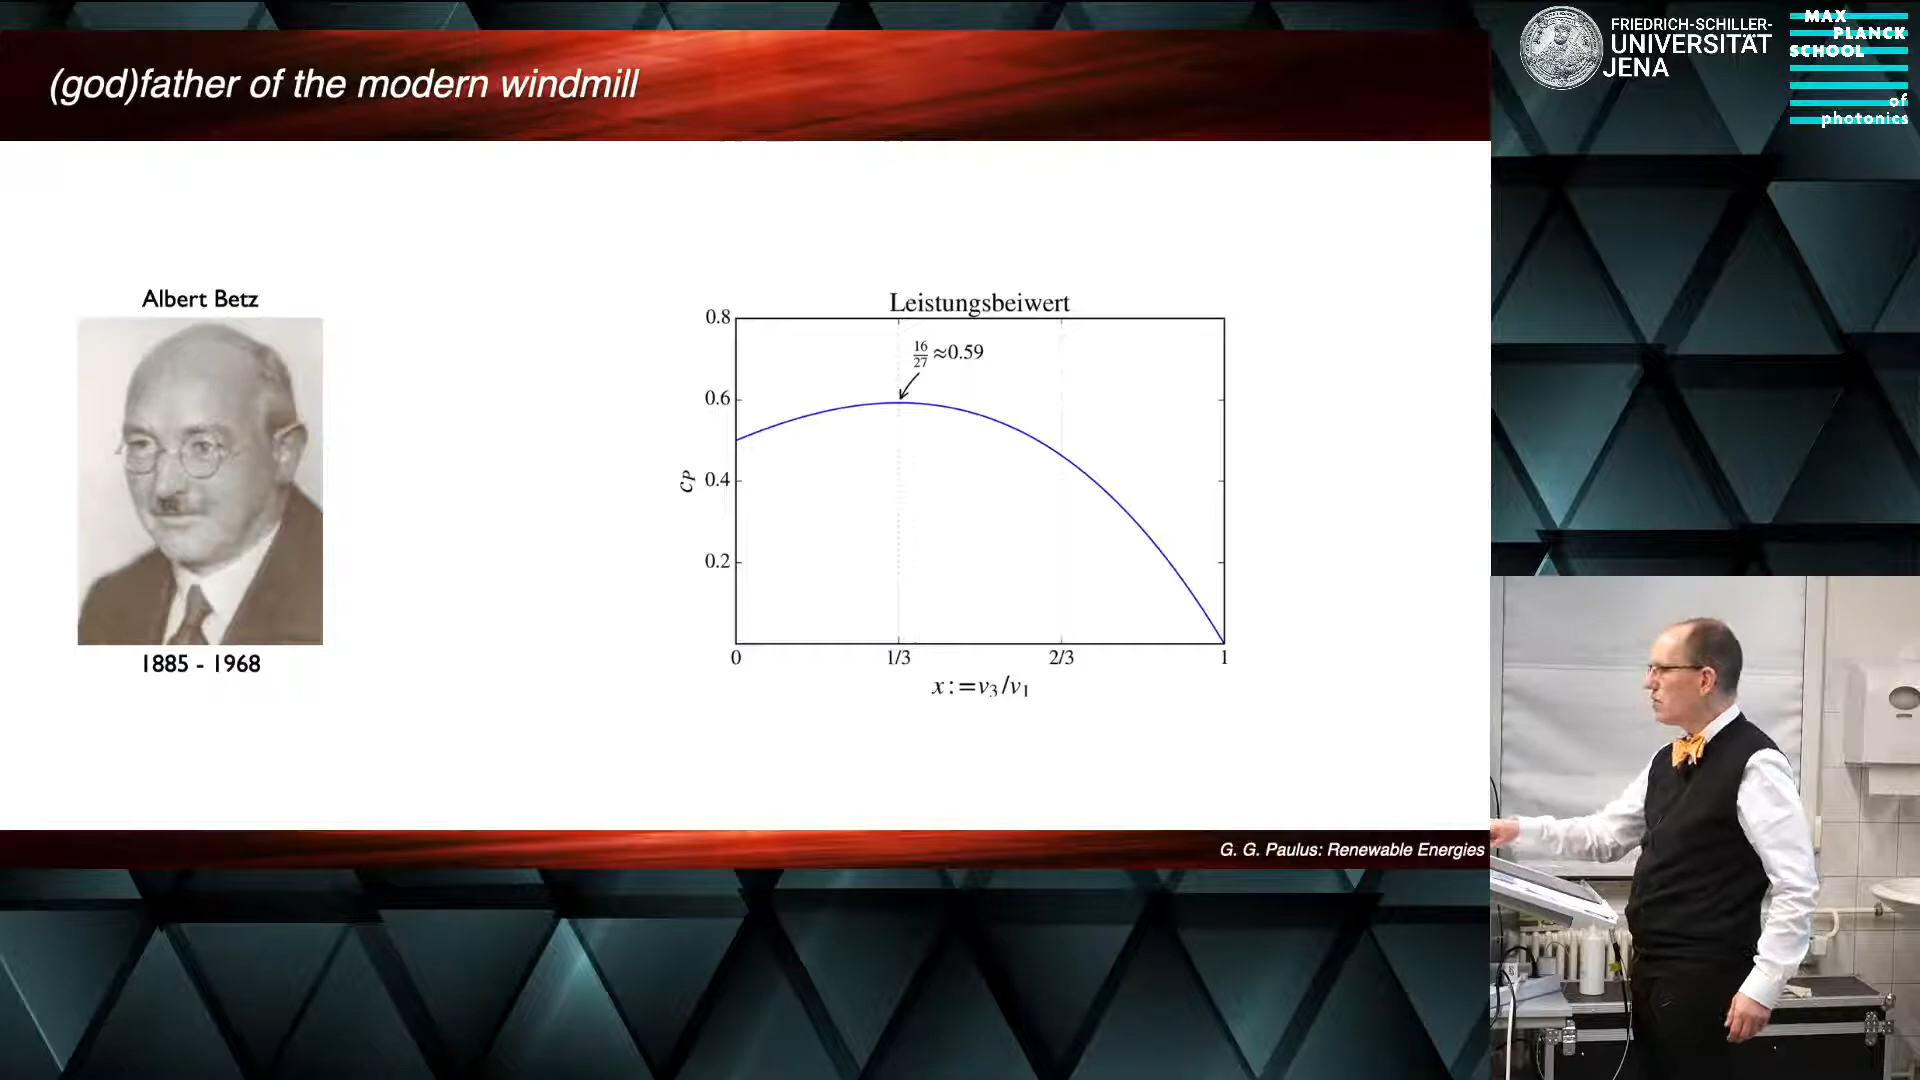 (god)father of the modern windmill
FRIEDRICH-SCHILLER-
UNIVERSITÄT
JENA
MAX
PLANCK
SCHOOL
of
photonics
Albert Betz
1885 - 1968
Leistungsbeiwert
16/27 ≈0.59
0.8
0.6
0.4
0.2
c_P
0 1/3 2/3 1
x:=v₃/v₁
G. G. Paulus: Renewable Energies